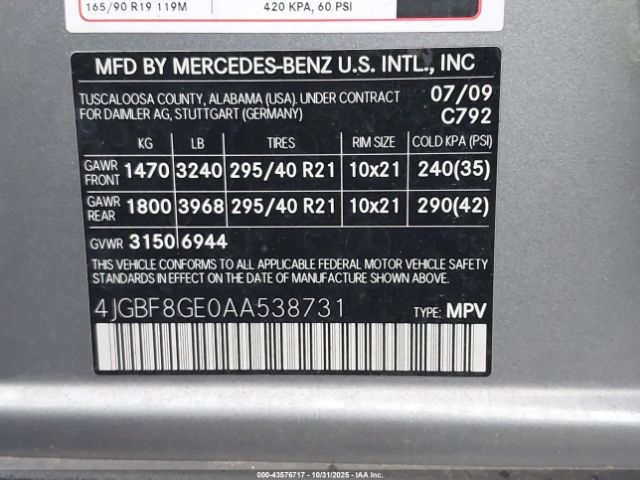 165/90 R19 119M 420 KPA, 60 PSI
MFD BY MERCEDES-BENZ U.S. INTL., INC
TUSCALOOSA COUNTY, ALABAMA (USA). UNDER CONTRACT 07/09
FOR DAIMLER AG, STUTTGART (GERMANY) C792
KG LB TIRES RIM SIZE COLD KPA (PSI)
GAWR FRONT 1470 3240 295/40 R21 10x21 240(35)
GAWR REAR 1800 3968 295/40 R21 10x21 290(42)
GVWR 3150 6944
THIS VEHICLE CONFORMS TO ALL APPLICABLE FEDERAL MOTOR VEHICLE SAFETY
STANDARDS IN EFFECT ON THE DATE OF MANUFACTURE SHOWN ABOVE.
4JGBF8GE0AA538731 TYPE: MPV
000-43576717 - 10/31/2025 - IAA Inc.